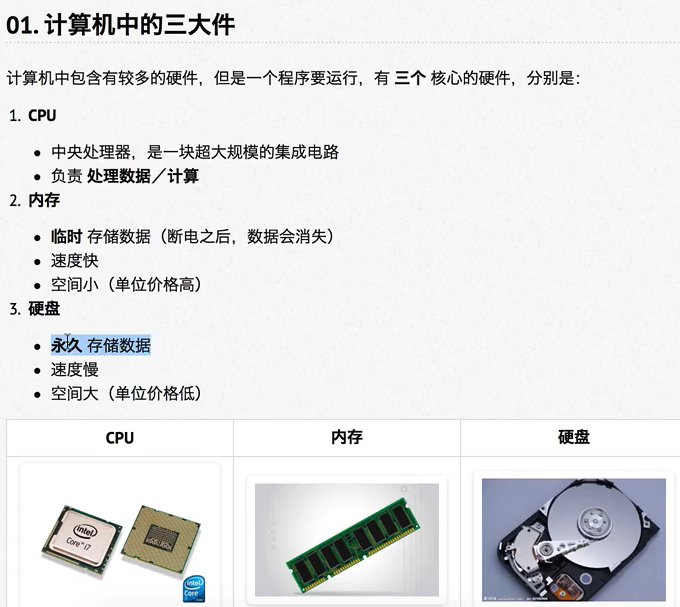 01. 计算机中的三大件
计算机中包含有较多的硬件，但是一个程序要运行，有 三个 核心的硬件，分别是：
1. CPU
• 中央处理器，是一块超大规模的集成电路
• 负责 处理数据／计算
2. 内存
• 临时 存储数据（断电之后，数据会消失）
• 速度快
• 空间小（单位价格高）
3. 硬盘
• 永久 存储数据
• 速度慢
• 空间大（单位价格低）
CPU 内存 硬盘
intel
Core™ i7
intel
Core